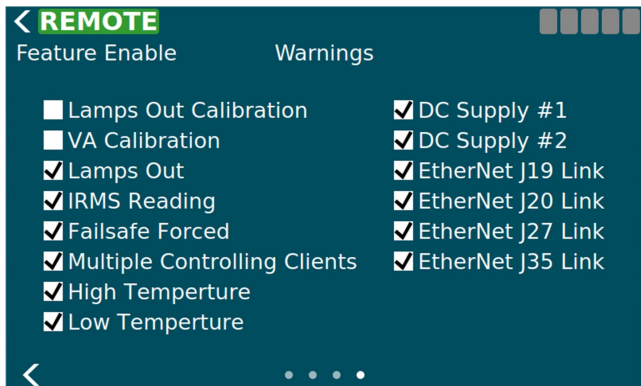 REMOTE
Feature Enable Warnings
Lamps Out Calibration
VA Calibration
Lamps Out
IRMS Reading
Failsafe Forced
Multiple Controlling Clients
High Temperture
Low Temperture
DC Supply #1
DC Supply #2
EtherNet J19 Link
EtherNet J20 Link
EtherNet J27 Link
EtherNet J35 Link